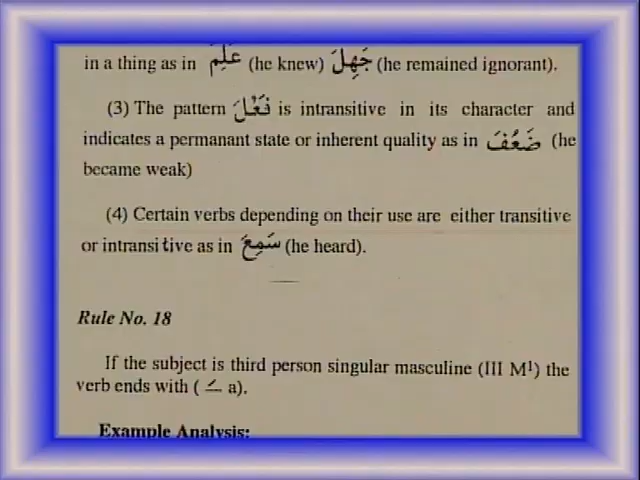 in a thing as in عَلِمَ (he knew) جَهِلَ (he remained ignorant).
(3) The pattern فَعُلَ is intransitive in its character and
indicates a permanant state or inherent quality as in ضَعُفَ (he
became weak)
(4) Certain verbs depending on their use are either transitive
or intransitive as in سَمِعَ (he heard).
Rule No. 18
If the subject is third person singular masculine (III M¹) the
verb ends with ( ـَ a).
Example Analysis: